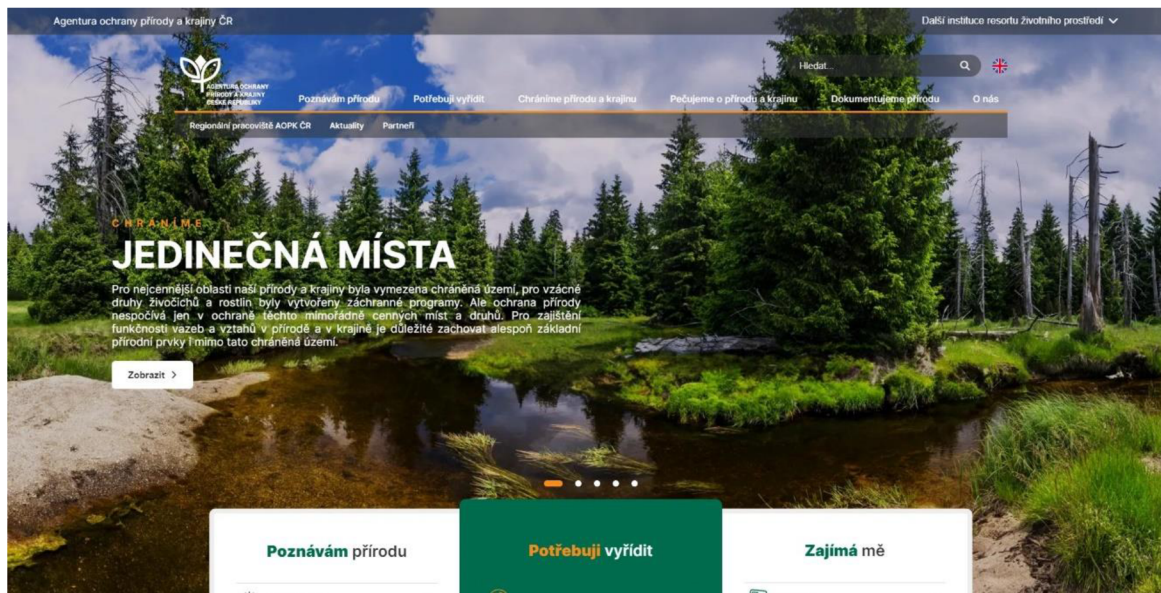 Agentura ochrany přírody a krajiny ČR
Další instituce resortu životního prostředí
Hledat...
AGENTURA OCHRANY
PŘÍRODY A KRAJINY
ČESKÉ REPUBLIKY
Poznávám přírodu Potřebuji vyřídit Chráníme přírodu a krajinu Pečujeme o přírodu a krajinu Dokumentujeme přírodu O nás
Regionální pracoviště AOPK ČR Aktuality Partneři
CHRÁNÍME
JEDINEČNÁ MÍSTA
Pro nejcennější oblasti naší přírody a krajiny byla vymezena chráněná území, pro vzácné
druhy živočichů a rostlin byly vytvořeny záchranné programy. Ale ochrana přírody
nespočívá jen v ochraně těchto mimořádně cenných míst a druhů. Pro zajištění
funkčnosti vazeb a vztahů v přírodě a v krajině je důležité zachovat alespoň základní
přírodní prvky i mimo tato chráněná území.
Zobrazit
Poznávám přírodu
Potřebuji vyřídit
Zajímá mě